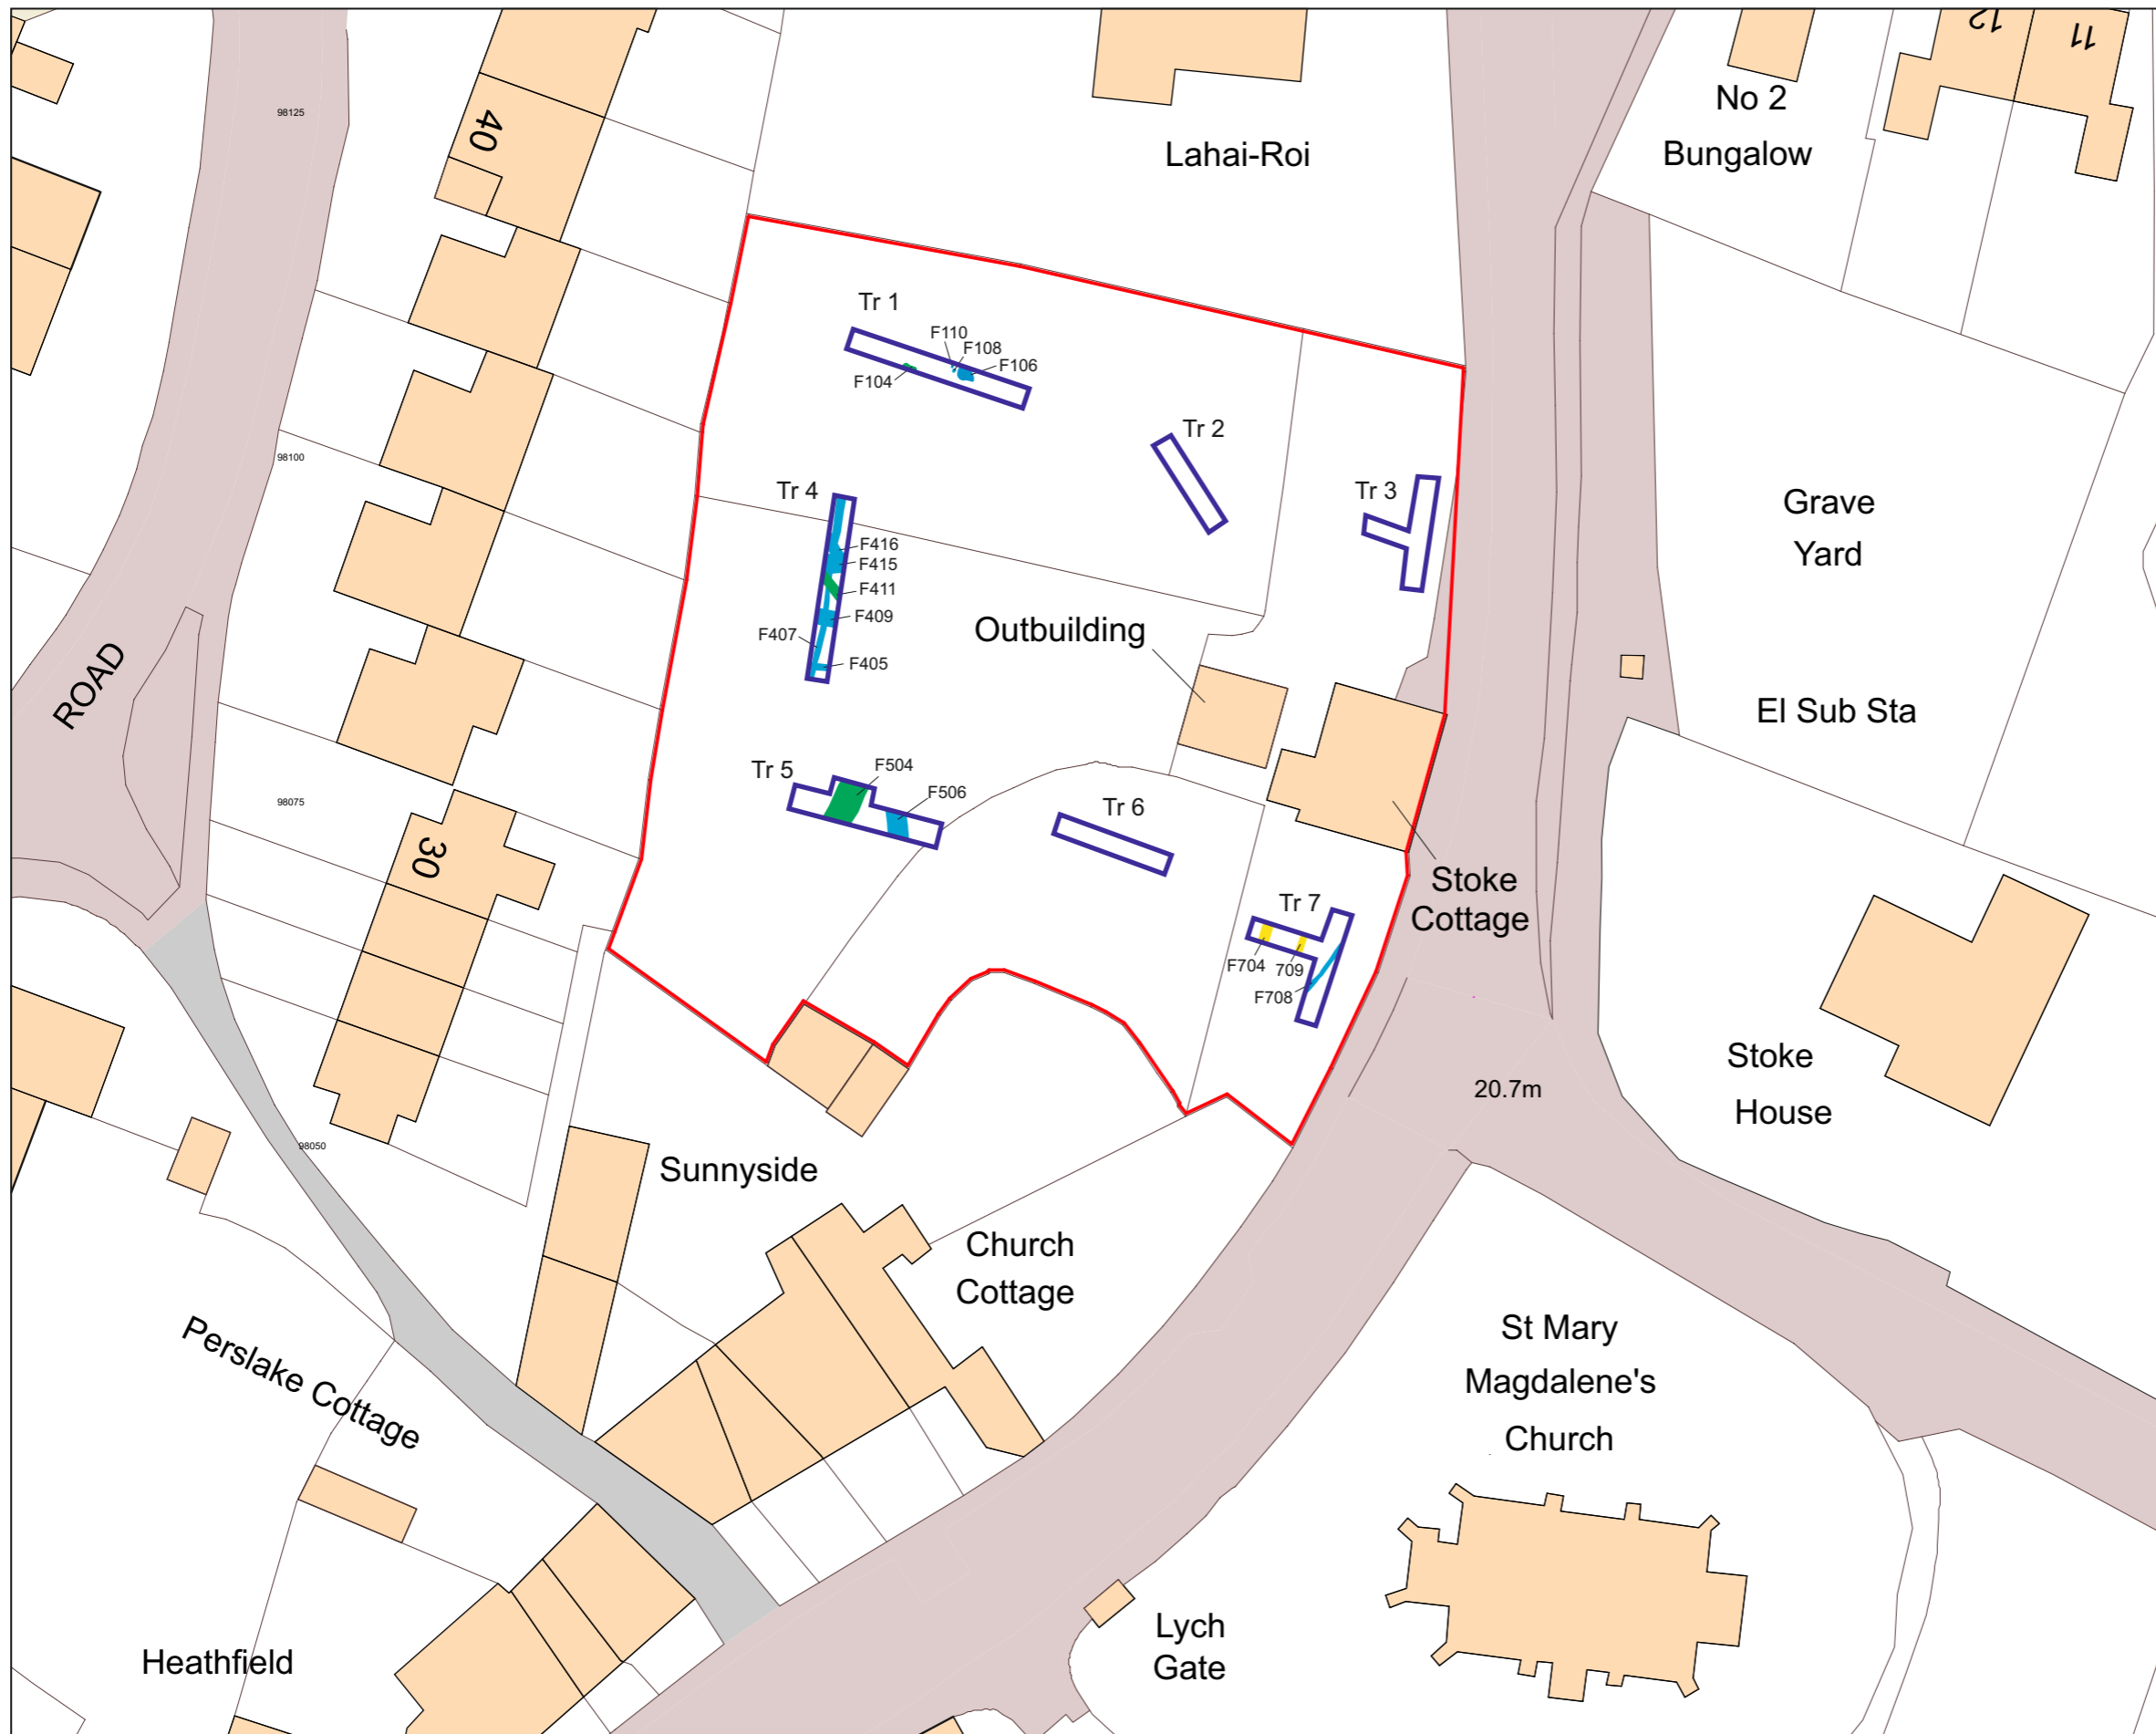 12
11
No 2
Bungalow
98125
40
Lahai-Roi
Tr 1
F110
F108
F106
F104
Tr 2
98100
Tr 4
Tr 3
Grave
Yard
F416
F415
F411
F409
F407
F405
Outbuilding
ROAD
El Sub Sta
Tr 5
F504
F506
98075
Tr 6
30
Stoke
Cottage
Tr 7
F704
709
F708
Stoke
House
20.7m
98050
Sunnyside
Church
Cottage
Perslake Cottage
St Mary
Magdalene's
Church
Lych
Gate
Heathfield